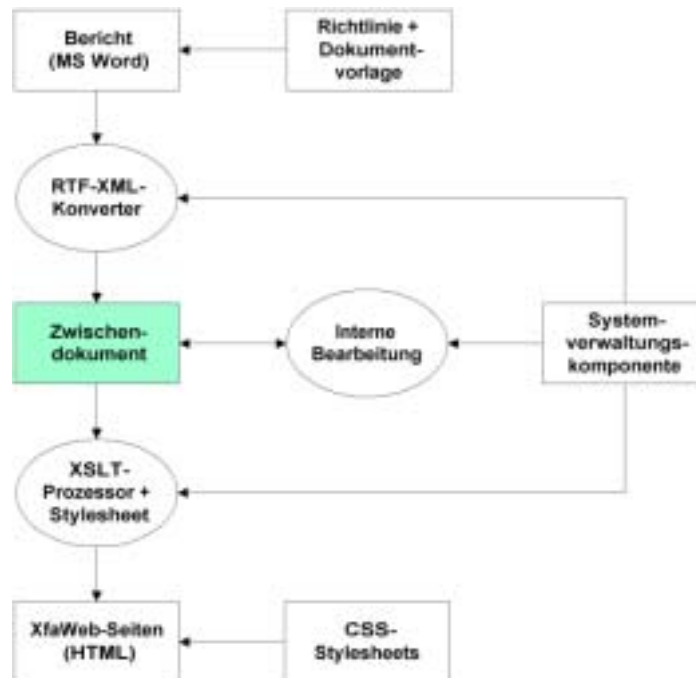 Bericht
(MS Word)
Richtlinie +
Dokument-
vorlage
RTF-XML-
Konverter
Zwischen-
dokument
Interne
Bearbeitung
System-
verwaltungs-
komponente
XSLT-
Prozessor +
Stylesheet
XfaWeb-Seiten
(HTML)
CSS-
Stylesheets